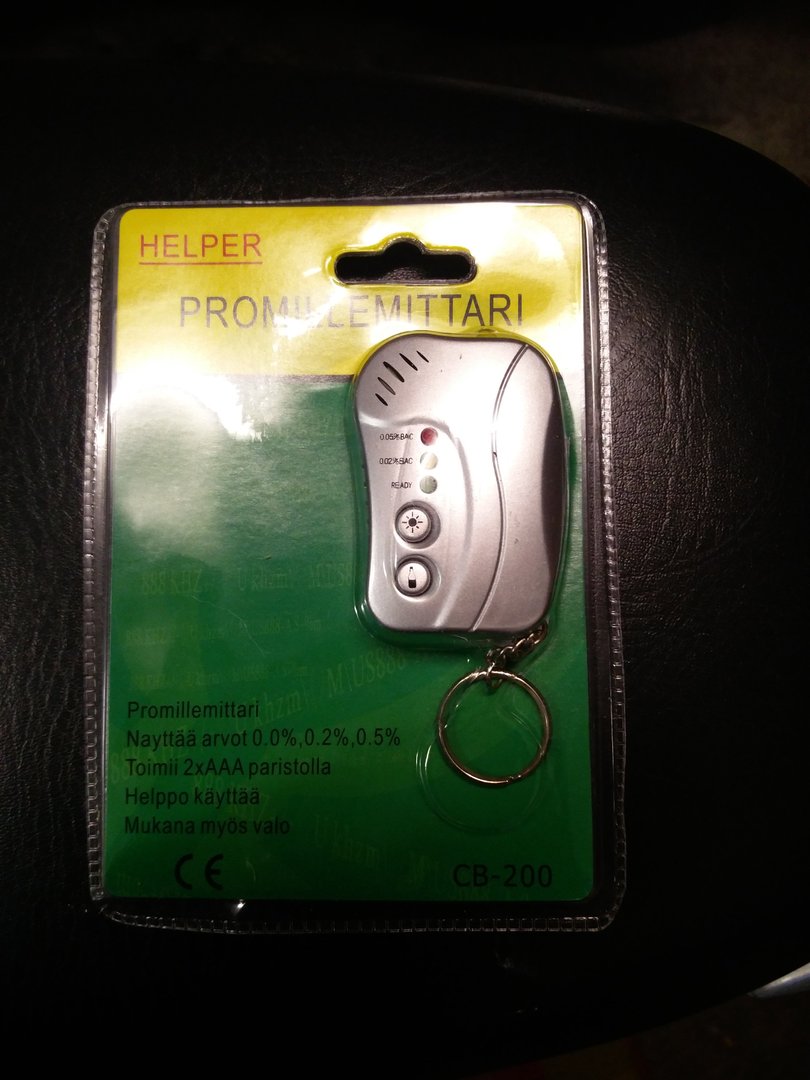 HELPER
PROMILLEMITTARI
0.05%BAC
0.02%BAC
READY
Promillemittari
Nayttää arvot 0.0%,0.2%,0.5%
Toimii 2xAAA paristolla
Helppo käyttää
Mukana myös valo
CE
CB-200